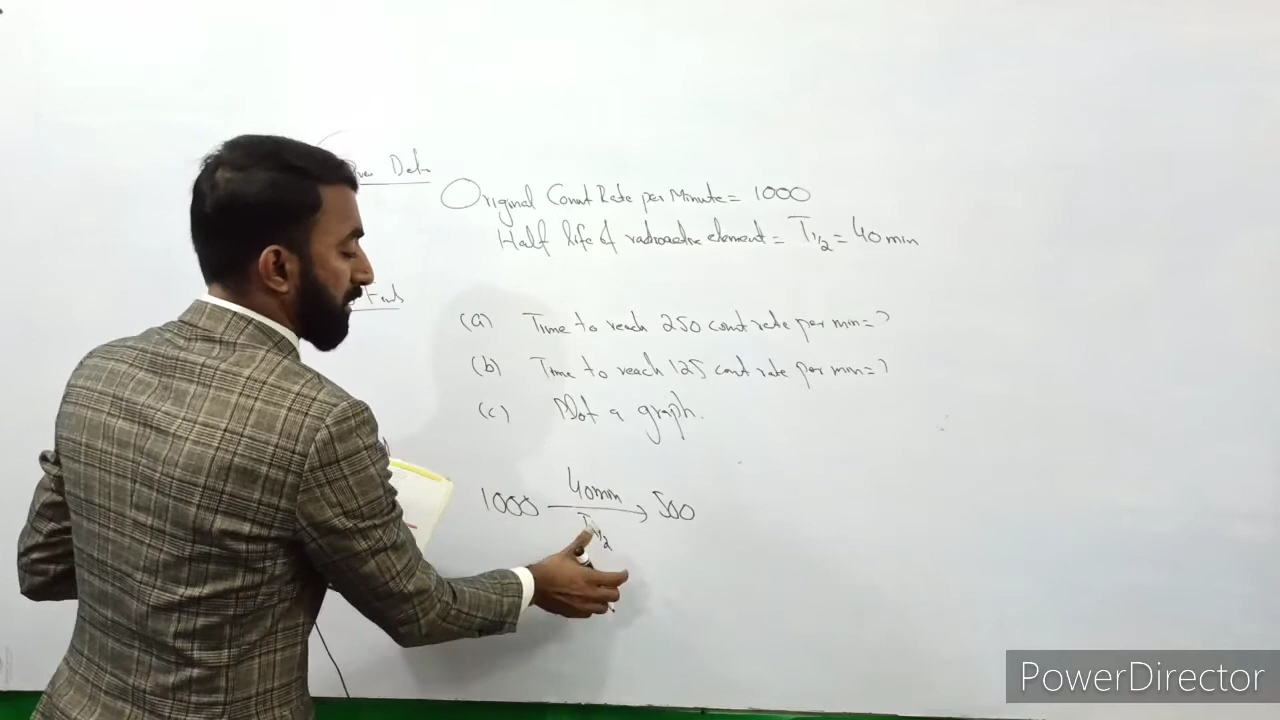 Original Count Rate per Minute = 1000
Half life of radioactive element = T1/2 = 40 min
(a) Time to reach 250 count rate per min = ?
(b) Time to reach 125 count rate per min = ?
(c) Plot a graph.
40min
1000 → 500
T1/2
PowerDirector